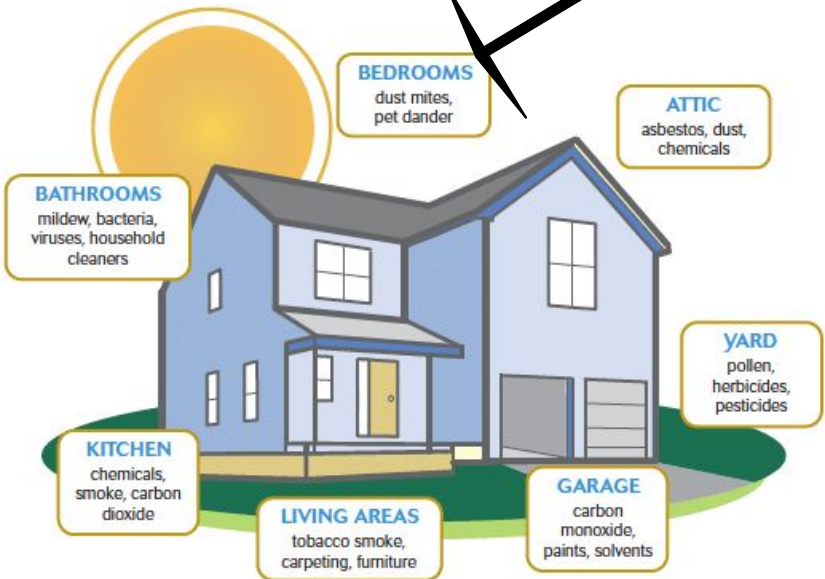 BEDROOMS
dust mites,
pet dander
ATTIC
asbestos, dust,
chemicals
BATHROOMS
mildew, bacteria,
viruses, household
cleaners
YARD
pollen,
herbicides,
pesticides
KITCHEN
chemicals,
smoke, carbon
dioxide
LIVING AREAS
tobacco smoke,
carpeting, furniture
GARAGE
carbon
monoxide,
paints, solvents